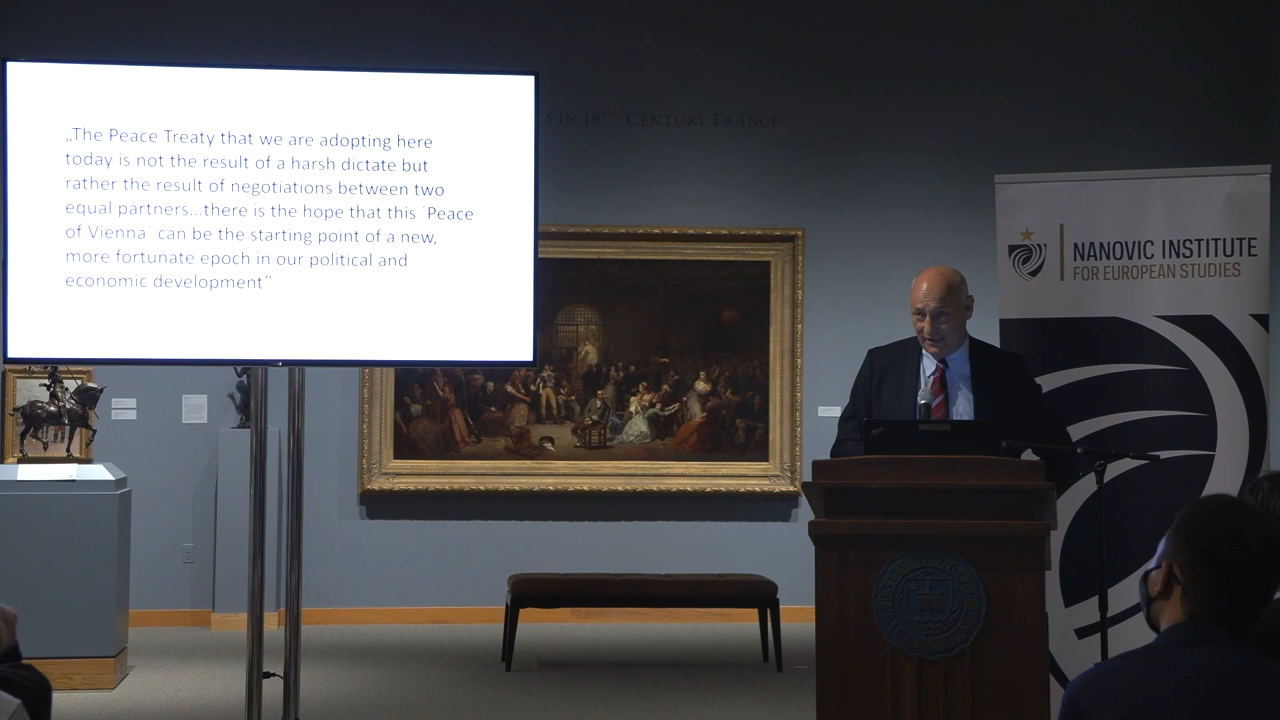 „The Peace Treaty that we are adopting here
today is not the result of a harsh dictate but
rather the result of negotiations between two
equal partners...there is the hope that this ´Peace
of Vienna´ can be the starting point of a new,
more fortunate epoch in our political and
economic development”
IN 19TH CENTURY FRANCE
NANOVIC INSTITUTE
FOR EUROPEAN STUDIES